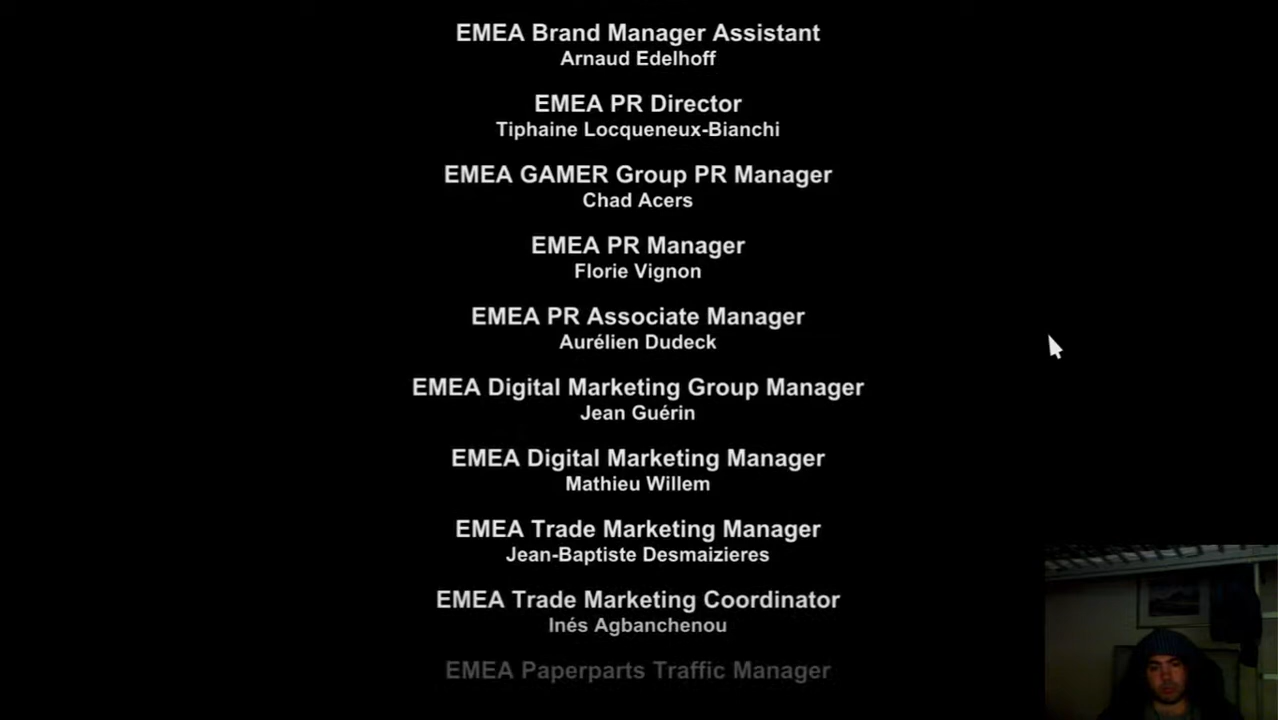 EMEA Brand Manager Assistant
Arnaud Edelhoff
EMEA PR Director
Tiphaine Locqueneux-Bianchi
EMEA GAMER Group PR Manager
Chad Acers
EMEA PR Manager
Florie Vignon
EMEA PR Associate Manager
Aurélien Dudeck
EMEA Digital Marketing Group Manager
Jean Guérin
EMEA Digital Marketing Manager
Mathieu Willem
EMEA Trade Marketing Manager
Jean-Baptiste Desmaizieres
EMEA Trade Marketing Coordinator
Inés Agbanchenou
EMEA Paperparts Traffic Manager